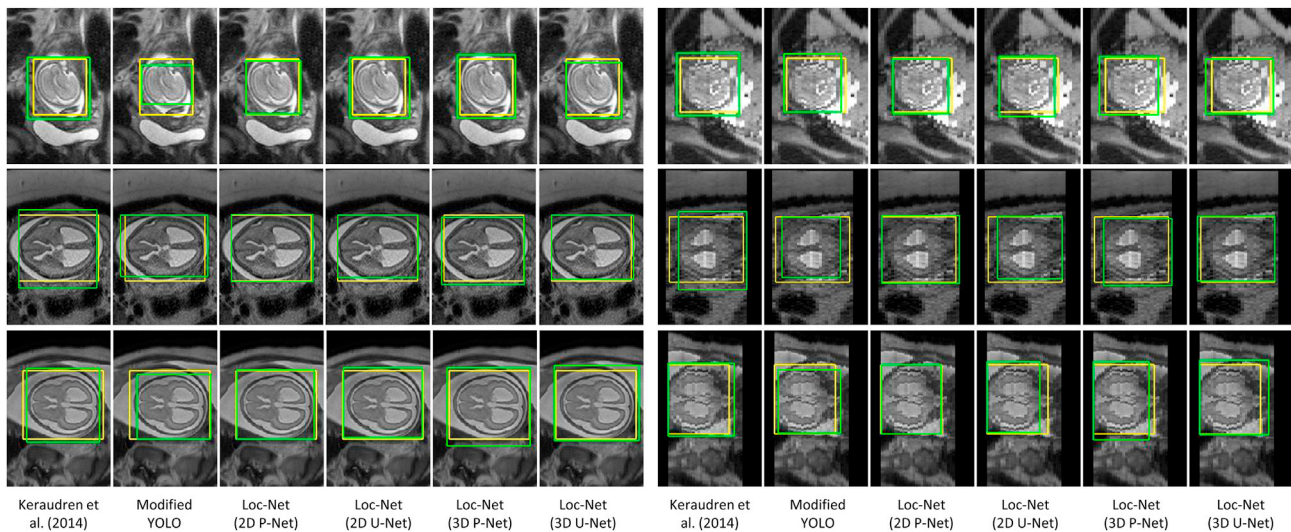 Keraudren et al. (2014)
Modified YOLO
Loc-Net (2D P-Net)
Loc-Net (2D U-Net)
Loc-Net (3D P-Net)
Loc-Net (3D U-Net)
Keraudren et al. (2014)
Modified YOLO
Loc-Net (2D P-Net)
Loc-Net (2D U-Net)
Loc-Net (3D P-Net)
Loc-Net (3D U-Net)